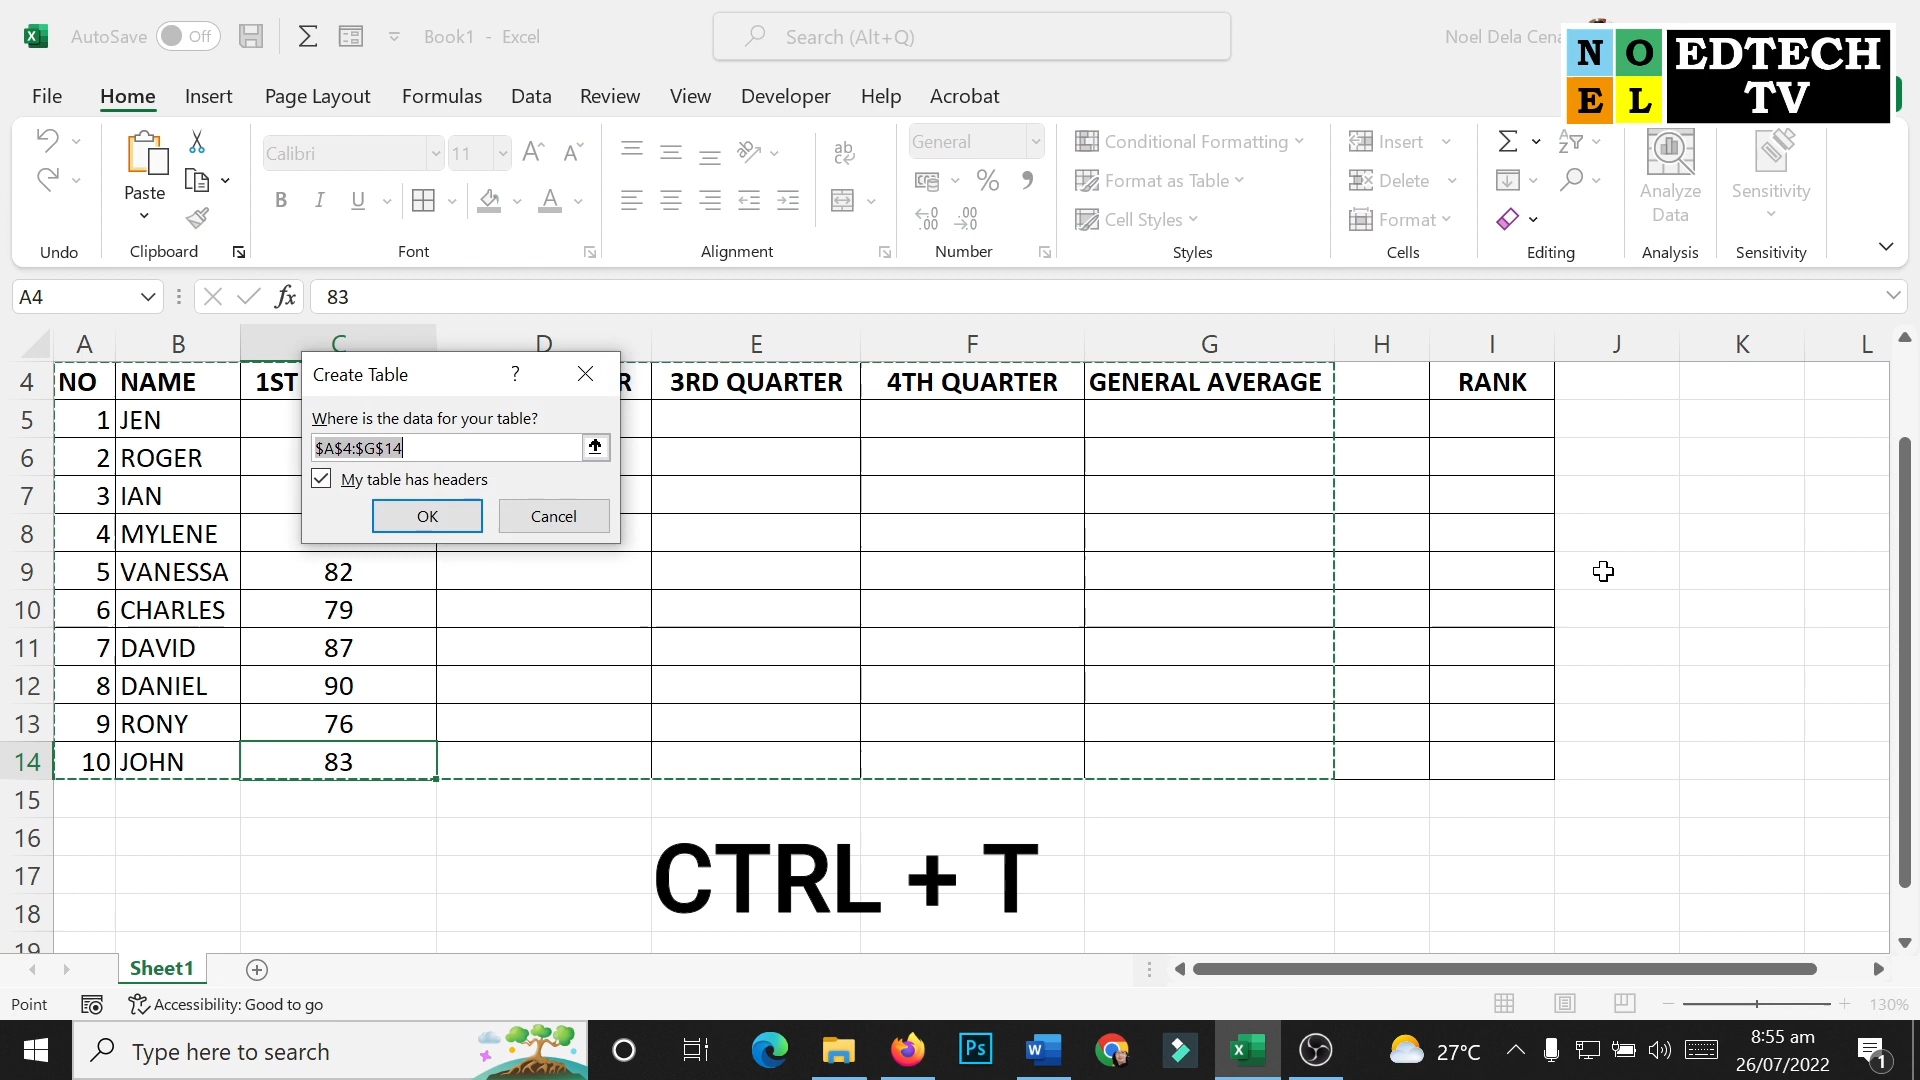 AutoSave Off Book1 - Excel Search (Alt+Q) Noel Dela Cen
N O E L EDTECH TV
File Home Insert Page Layout Formulas Data Review View Developer Help Acrobat
Calibri 11 General Conditional Formatting Insert
Paste Format as Table Delete Analyze Data Sensitivity
B I U Cell Styles Format
Undo Clipboard Font Alignment Number Styles Cells Editing Analysis Sensitivity
A4 fx 83
A B C D E F G H I J K L
4 NO NAME 1ST R 3RD QUARTER 4TH QUARTER GENERAL AVERAGE RANK
5 1 JEN
6 2 ROGER
7 3 IAN
8 4 MYLENE
9 5 VANESSA 82
10 6 CHARLES 79
11 7 DAVID 87
12 8 DANIEL 90
13 9 RONY 76
14 10 JOHN 83
15
16
17
18
19
Create Table ?
Where is the data for your table?
$A$4:$G$14
My table has headers
OK Cancel
CTRL + T
Sheet1
Point Accessibility: Good to go 130%
Type here to search
Ps
27°C
8:55 am
26/07/2022
1